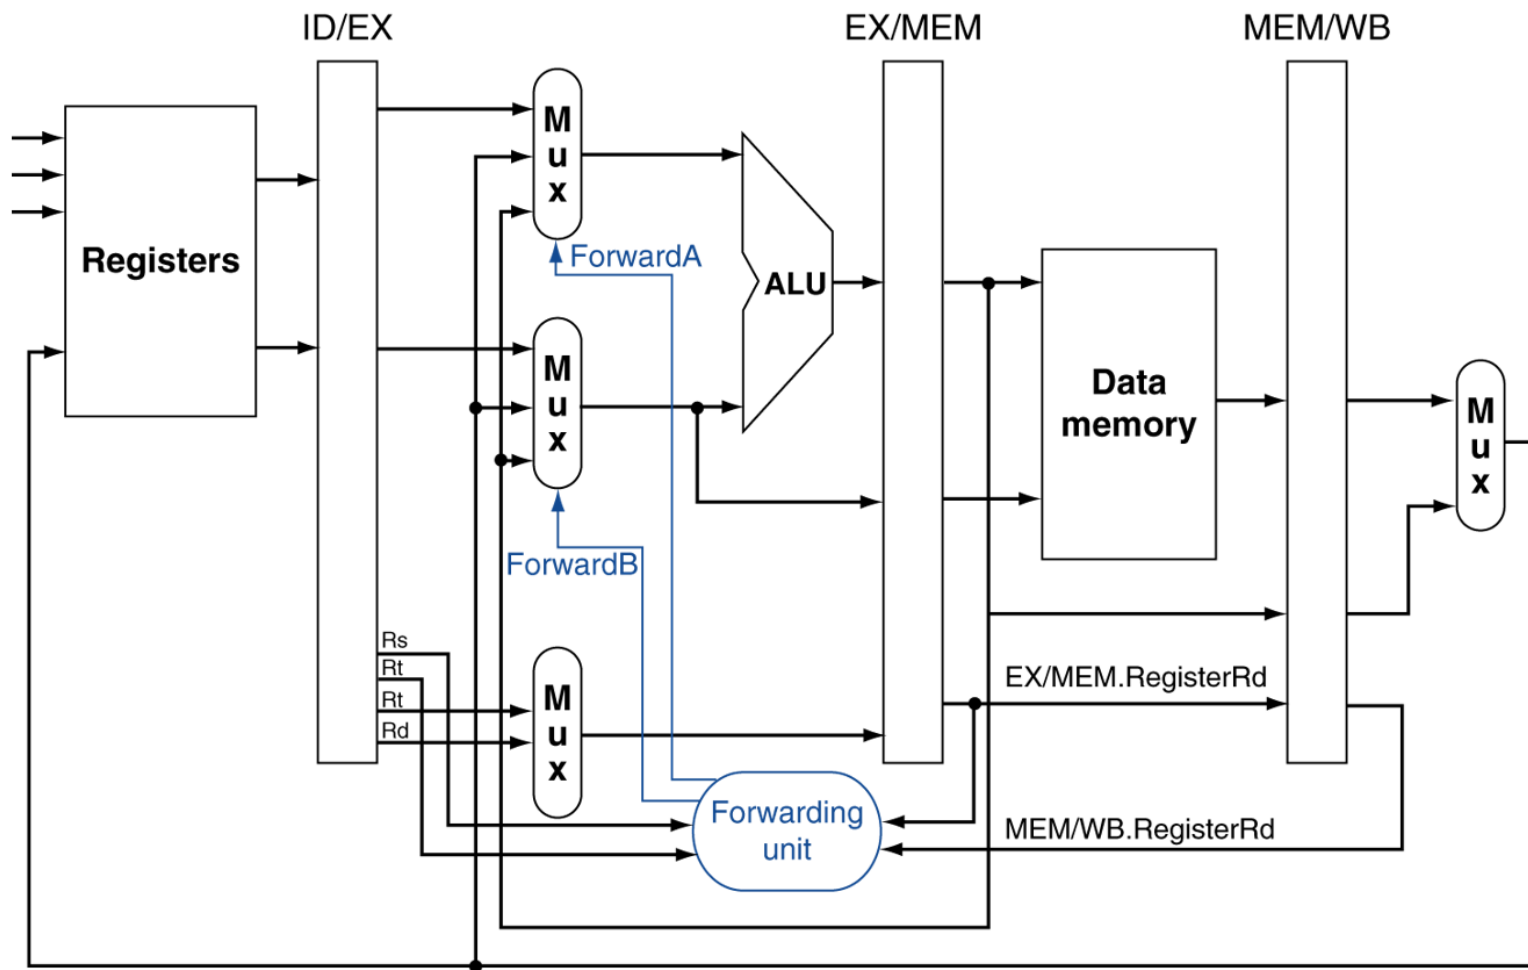 ID/EX
EX/MEM
MEM/WB
Registers
M
u
x
ForwardA
ALU
M
u
x
ForwardB
Data
memory
M
u
x
Rs
Rt
Rt
Rd
M
u
x
EX/MEM.RegisterRd
Forwarding
unit
MEM/WB.RegisterRd